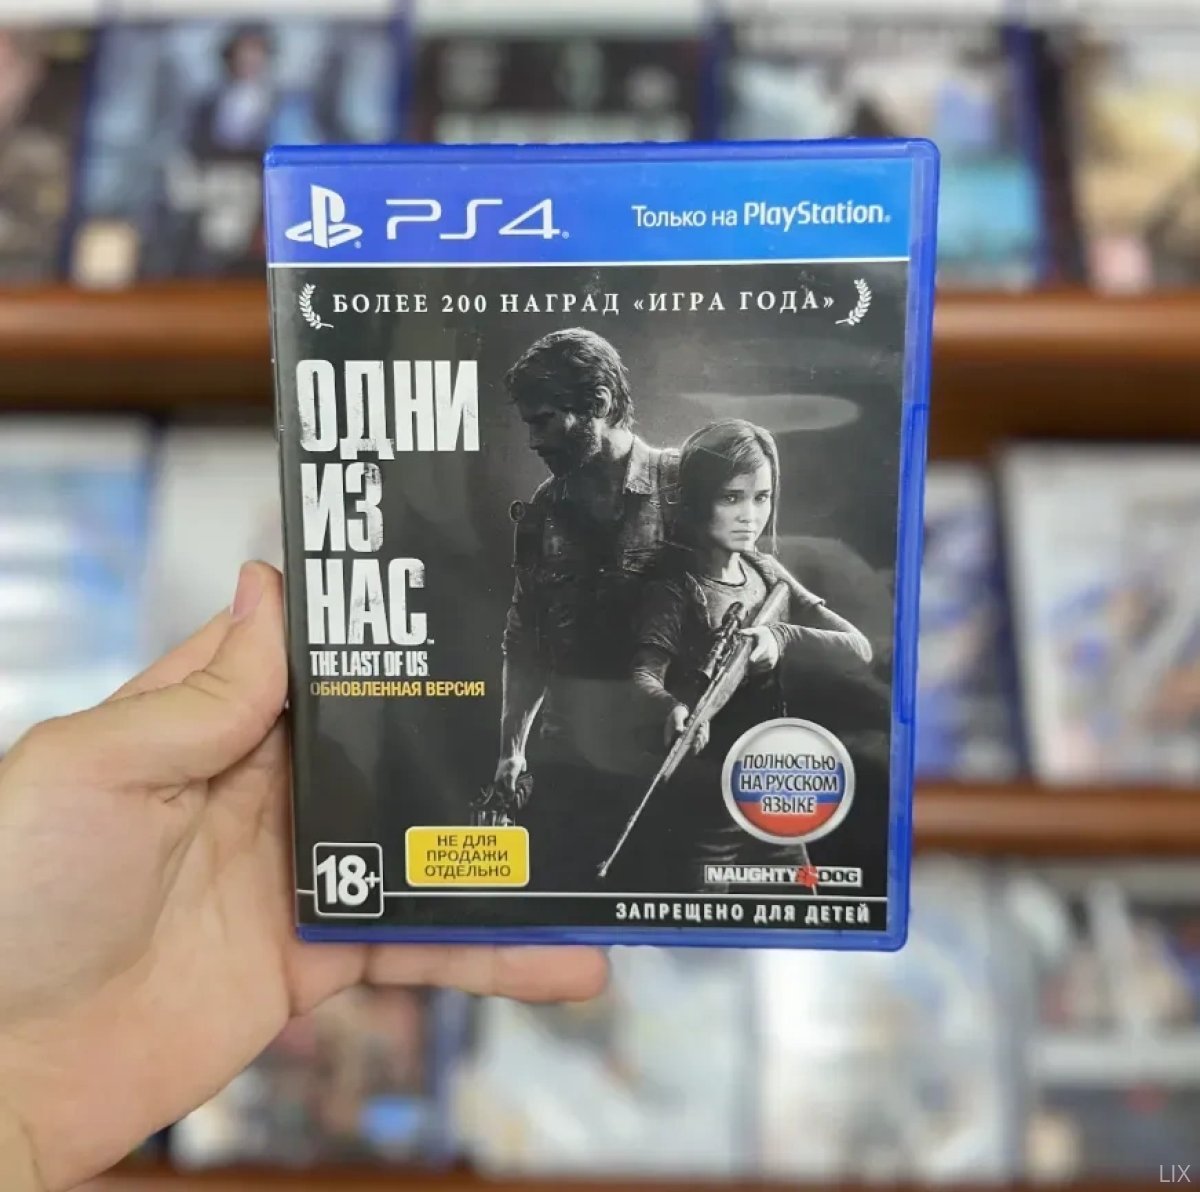 PS4
Только на PlayStation
БОЛЕЕ 200 НАГРАД «ИГРА ГОДА»
ОДНИ
ИЗ
НАС™
THE LAST OF US
ОБНОВЛЕННАЯ ВЕРСИЯ
ПОЛНОСТЬЮ
НА РУССКОМ
ЯЗЫКЕ
НЕ ДЛЯ
ПРОДАЖИ
ОТДЕЛЬНО
18+
NAUGHTY DOG
ЗАПРЕЩЕНО ДЛЯ ДЕТЕЙ
LIX